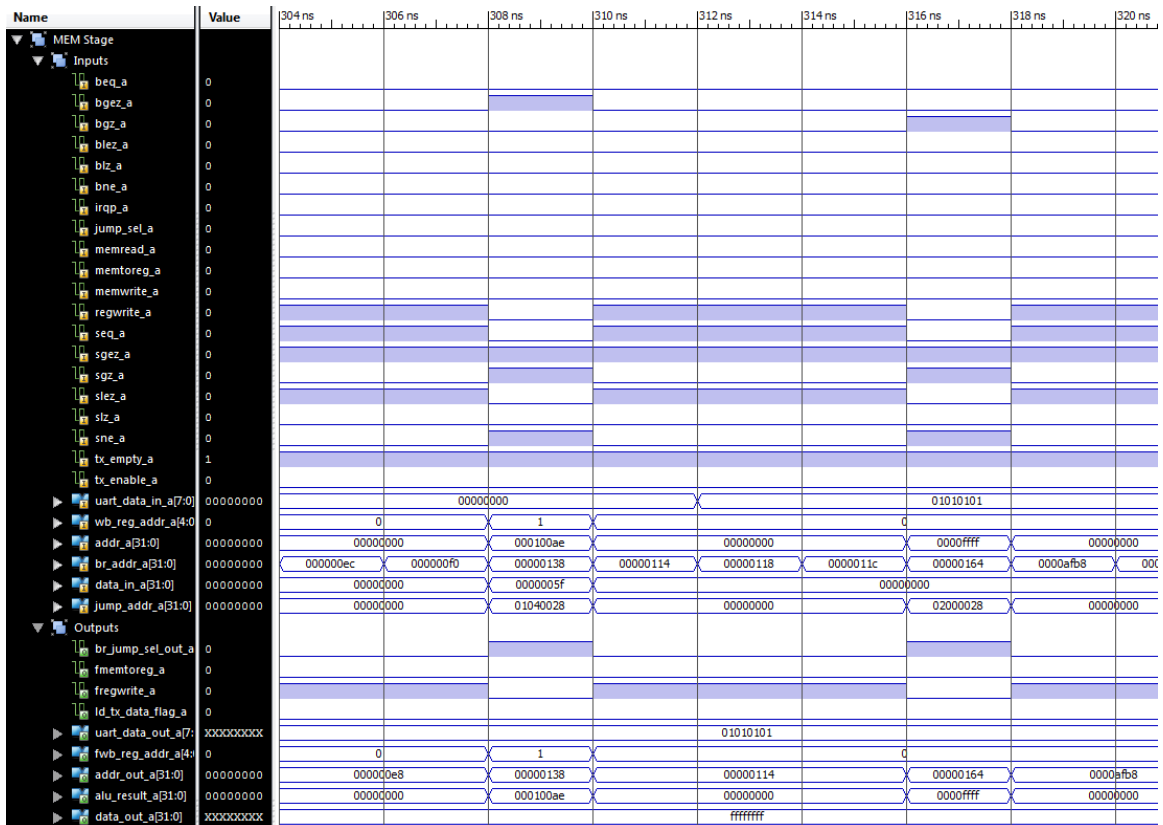 Name Value 304 ns 306 ns 308 ns 310 ns 312 ns 314 ns 316 ns 318 ns 320 ns
MEM Stage
Inputs
beq_a 0
bgez_a 0
bgz_a 0
blez_a 0
blz_a 0
bne_a 0
irqp_a 0
jump_sel_a 0
memread_a 0
memtoreg_a 0
memwrite_a 0
regwrite_a 0
seq_a 0
sgez_a 0
sgz_a 0
slez_a 0
slz_a 0
sne_a 0
tx_empty_a 1
tx_enable_a 0
uart_data_in_a[7:0] 00000000 00000000 01010101
wb_reg_addr_a[4:0 0 0 1 0
addr_a[31:0] 00000000 00000000 000100ae 00000000 0000ffff 00000000
br_addr_a[31:0] 00000000 000000ec 000000f0 00000138 00000114 00000118 0000011c 00000164 0000afb8 000
data_in_a[31:0] 00000000 00000000 0000005f 00000000
jump_addr_a[31:0] 00000000 00000000 01040028 00000000 02000028 00000000
Outputs
br_jump_sel_out_a 0
fmemtoreg_a 0
fregwrite_a 0
ld_tx_data_flag_a 0
uart_data_out_a[7: XXXXXXXX 01010101
fwb_reg_addr_a[4: 0 0 1 0
addr_out_a[31:0] 00000000 000000e8 00000138 00000114 00000164 0000afb8
alu_result_a[31:0] 00000000 00000000 000100ae 00000000 0000ffff 00000000
data_out_a[31:0] XXXXXXXX ffffffff